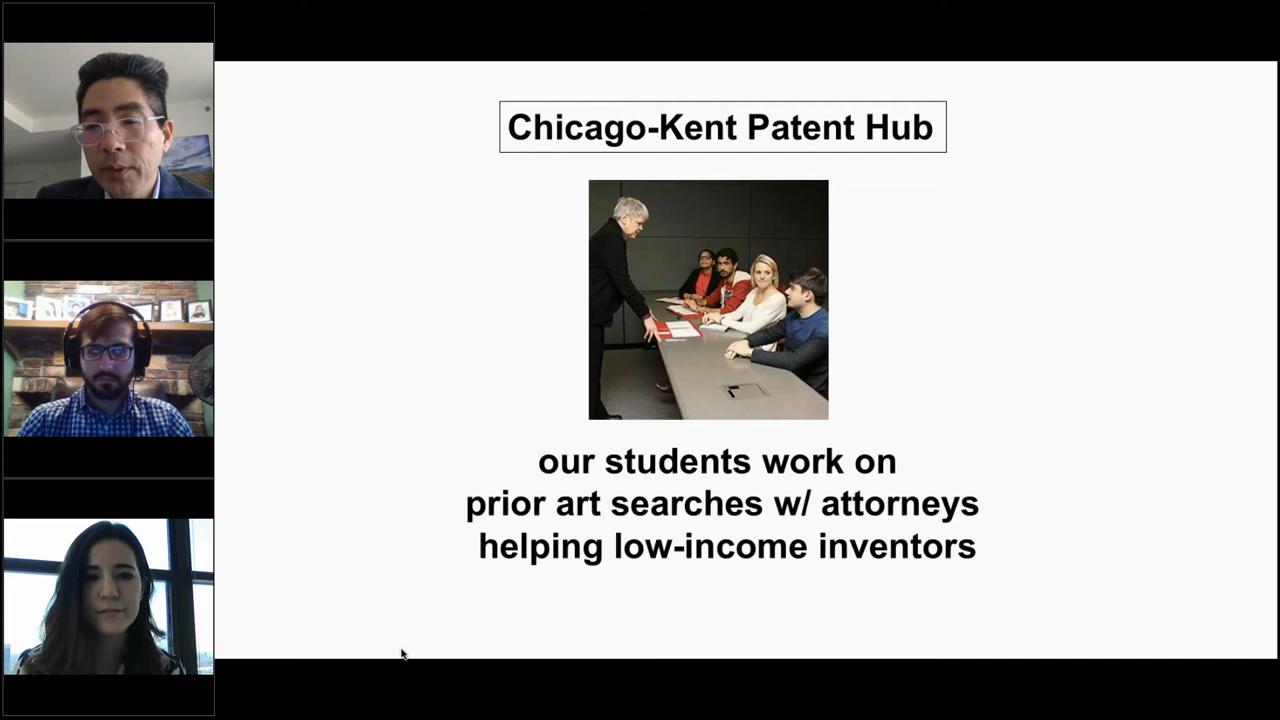 Chicago-Kent Patent Hub
our students work on
prior art searches w/ attorneys
helping low-income inventors